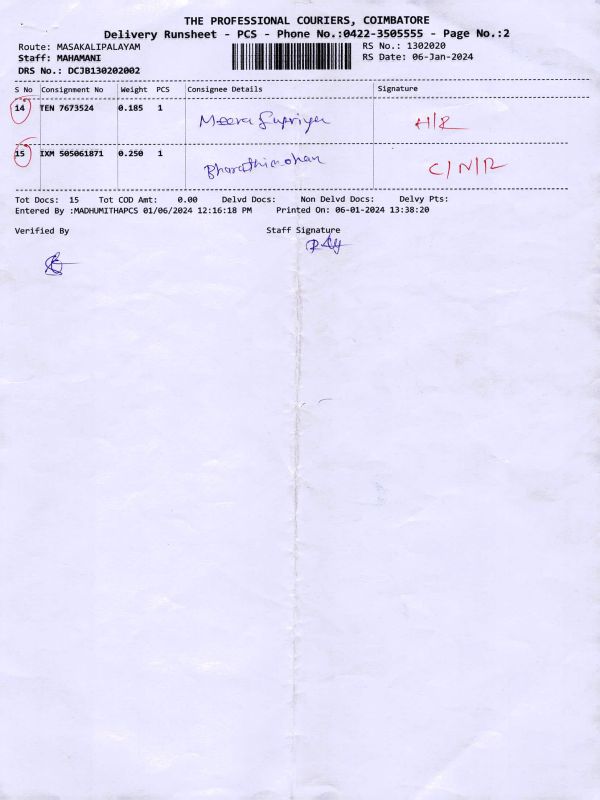 THE PROFESSIONAL COURIERS, COIMBATORE
Delivery Runsheet - PCS - Phone No.:0422-3505555 - Page No.:2
Route: MASAKALIPALAYAM RS No.: 1302020
Staff: MAHAMANI RS Date: 06-Jan-2024
DRS No.: DCJB130202002
S No Consignment No Weight PCS Consignee Details Signature
14 TEN 7673524 0.185 1 Meera Supriya H/R
15 IXM 505061871 0.250 1 Bharathimohan C/N/R
Tot Docs: 15 Tot COD Amt: 0.00 Delvd Docs: Non Delvd Docs: Delvy Pts:
Entered By :MADHUMITHAPCS 01/06/2024 12:16:18 PM Printed On: 06-01-2024 13:38:20
Verified By Staff Signature